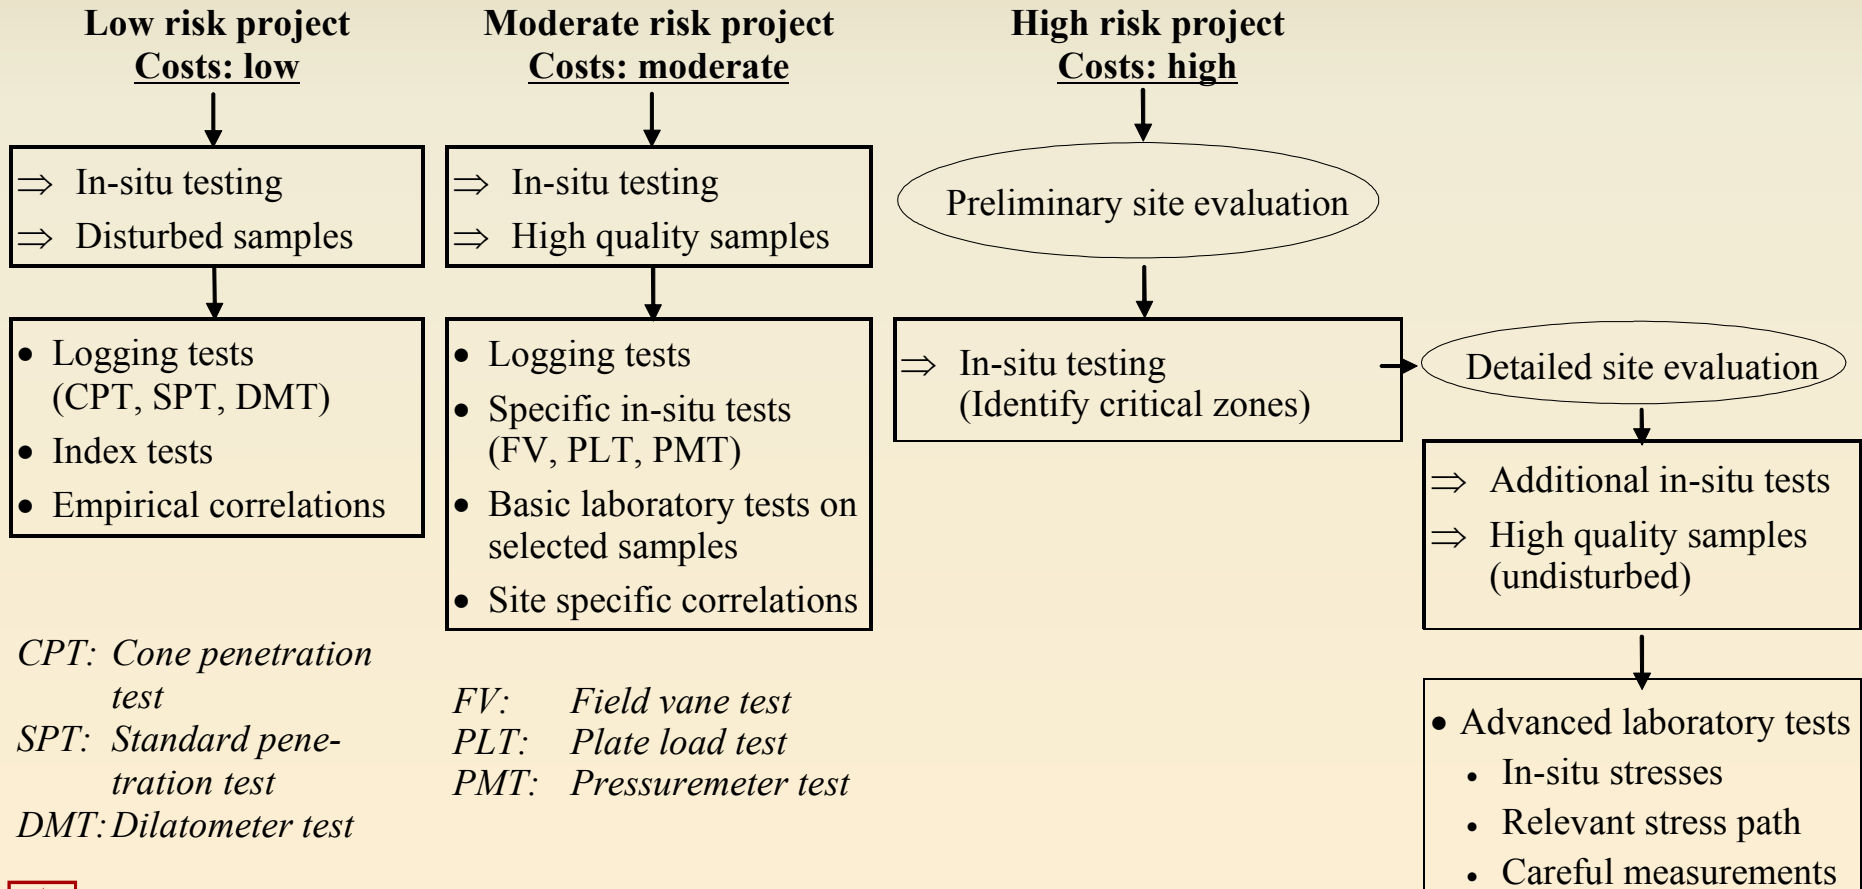 Low risk project
Costs: low
⇒ In-situ testing
⇒ Disturbed samples
• Logging tests
(CPT, SPT, DMT)
• Index tests
• Empirical correlations
CPT: Cone penetration
test
SPT: Standard pene-
tration test
DMT: Dilatometer test
Moderate risk project
Costs: moderate
⇒ In-situ testing
⇒ High quality samples
• Logging tests
• Specific in-situ tests
(FV, PLT, PMT)
• Basic laboratory tests on
selected samples
• Site specific correlations
FV: Field vane test
PLT: Plate load test
PMT: Pressuremeter test
High risk project
Costs: high
Preliminary site evaluation
⇒ In-situ testing
(Identify critical zones)
Detailed site evaluation
⇒ Additional in-situ tests
⇒ High quality samples
(undisturbed)
• Advanced laboratory tests
• In-situ stresses
• Relevant stress path
• Careful measurements